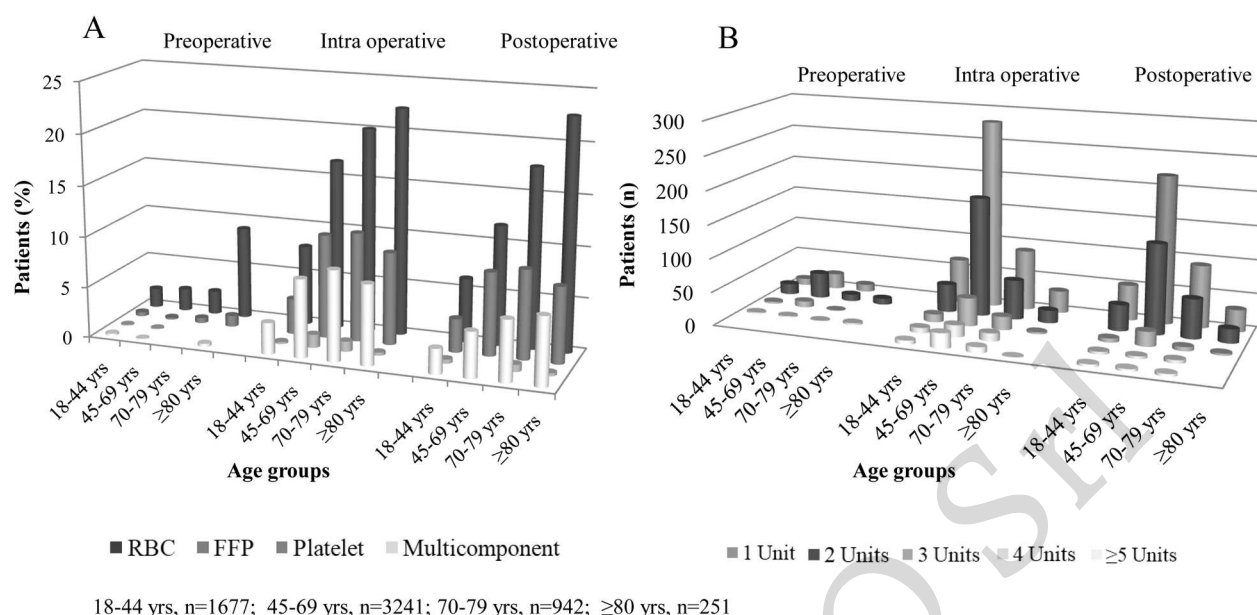 A
Preoperative Intra operative Postoperative
25
20
15
10
5
0
Patients (%)
18-44 yrs
45-69 yrs
70-79 yrs
≥80 yrs
18-44 yrs
45-69 yrs
70-79 yrs
≥80 yrs
18-44 yrs
45-69 yrs
70-79 yrs
≥80 yrs
Age groups
RBC FFP Platelet Multicomponent
B
Preoperative Intra operative Postoperative
300
250
200
150
100
50
0
Patients (n)
18-44 yrs
45-69 yrs
70-79 yrs
≥80 yrs
18-44 yrs
45-69 yrs
70-79 yrs
≥80 yrs
18-44 yrs
45-69 yrs
70-79 yrs
≥80 yrs
Age groups
1 Unit 2 Units 3 Units 4 Units ≥5 Units
18-44 yrs, n=1677; 45-69 yrs, n=3241; 70-79 yrs, n=942; ≥80 yrs, n=251
O Srl